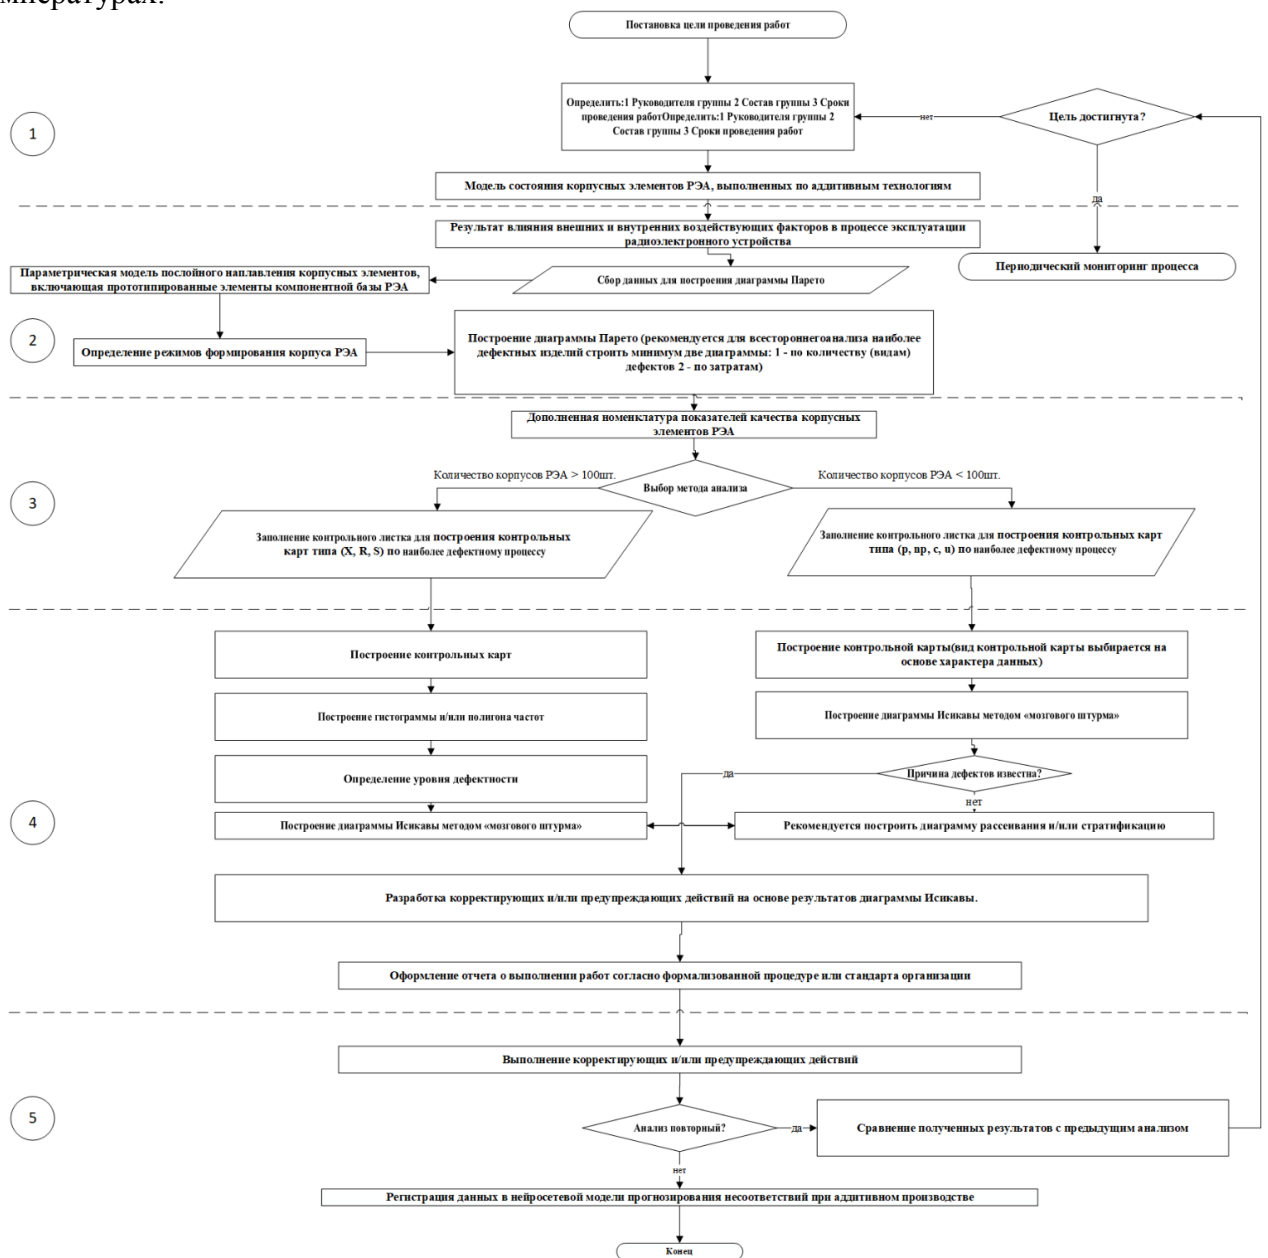 мпературах.
Постановка цели проведения работ
Определить:1 Руководителя группы 2 Состав группы 3 Сроки
проведения работОпределить:1 Руководителя группы 2
Состав группы 3 Сроки проведения работ
нет
Цель достигнута?
1
Модель состояния корпусных элементов РЭА, выполненных по аддитивным технологиям
да
Результат влияния внешних и внутренних воздействующих факторов в процессе эксплуатации
радиоэлектронного устройства
Периодический мониторинг процесса
Параметрическая модель послойного наплавления корпусных элементов,
включающая прототипированные элементы компонентной базы РЭА
Сбор данных для построения диаграммы Парето
2
Определение режимов формирования корпуса РЭА
Построение диаграммы Парето (рекомендуется для всестороннегоанализа наиболее
дефектных изделий строить минимум две диаграммы: 1 - по количеству (видам)
дефектов 2 - по затратам)
Дополненная номенклатура показателей качества корпусных
элементов РЭА
Количество корпусов РЭА > 100шт.
Количество корпусов РЭА < 100шт.
3
Выбор метода анализа
Заполнение контрольного листка для построения контрольных
карт типа (X, R, S) по наиболее дефектному процессу
Заполнение контрольного листка для построения контрольных карт
типа (p, np, c, u) по наиболее дефектному процессу
Построение контрольных карт
Построение контрольной карты(вид контрольной карты выбирается на
основе характера данных)
Построение гистограммы и/или полигона частот
Построение диаграммы Исикавы методом «мозгового штурма»
Определение уровня дефектности
да
Причина дефектов известна?
нет
4
Построение диаграммы Исикавы методом «мозгового штурма»
Рекомендуется построить диаграмму рассеивания и/или стратификацию
Разработка корректирующих и/или предупреждающих действий на основе результатов диаграммы Исикавы.
Оформление отчета о выполнении работ согласно формализованной процедуре или стандарта организации
Выполнение корректирующих и/или предупреждающих действий
5
Анализ повторный?
да
Сравнение полученных результатов с предыдущим анализом
нет
Регистрация данных в нейросетевой модели прогнозирования несоответствий при аддитивном производстве
Конец